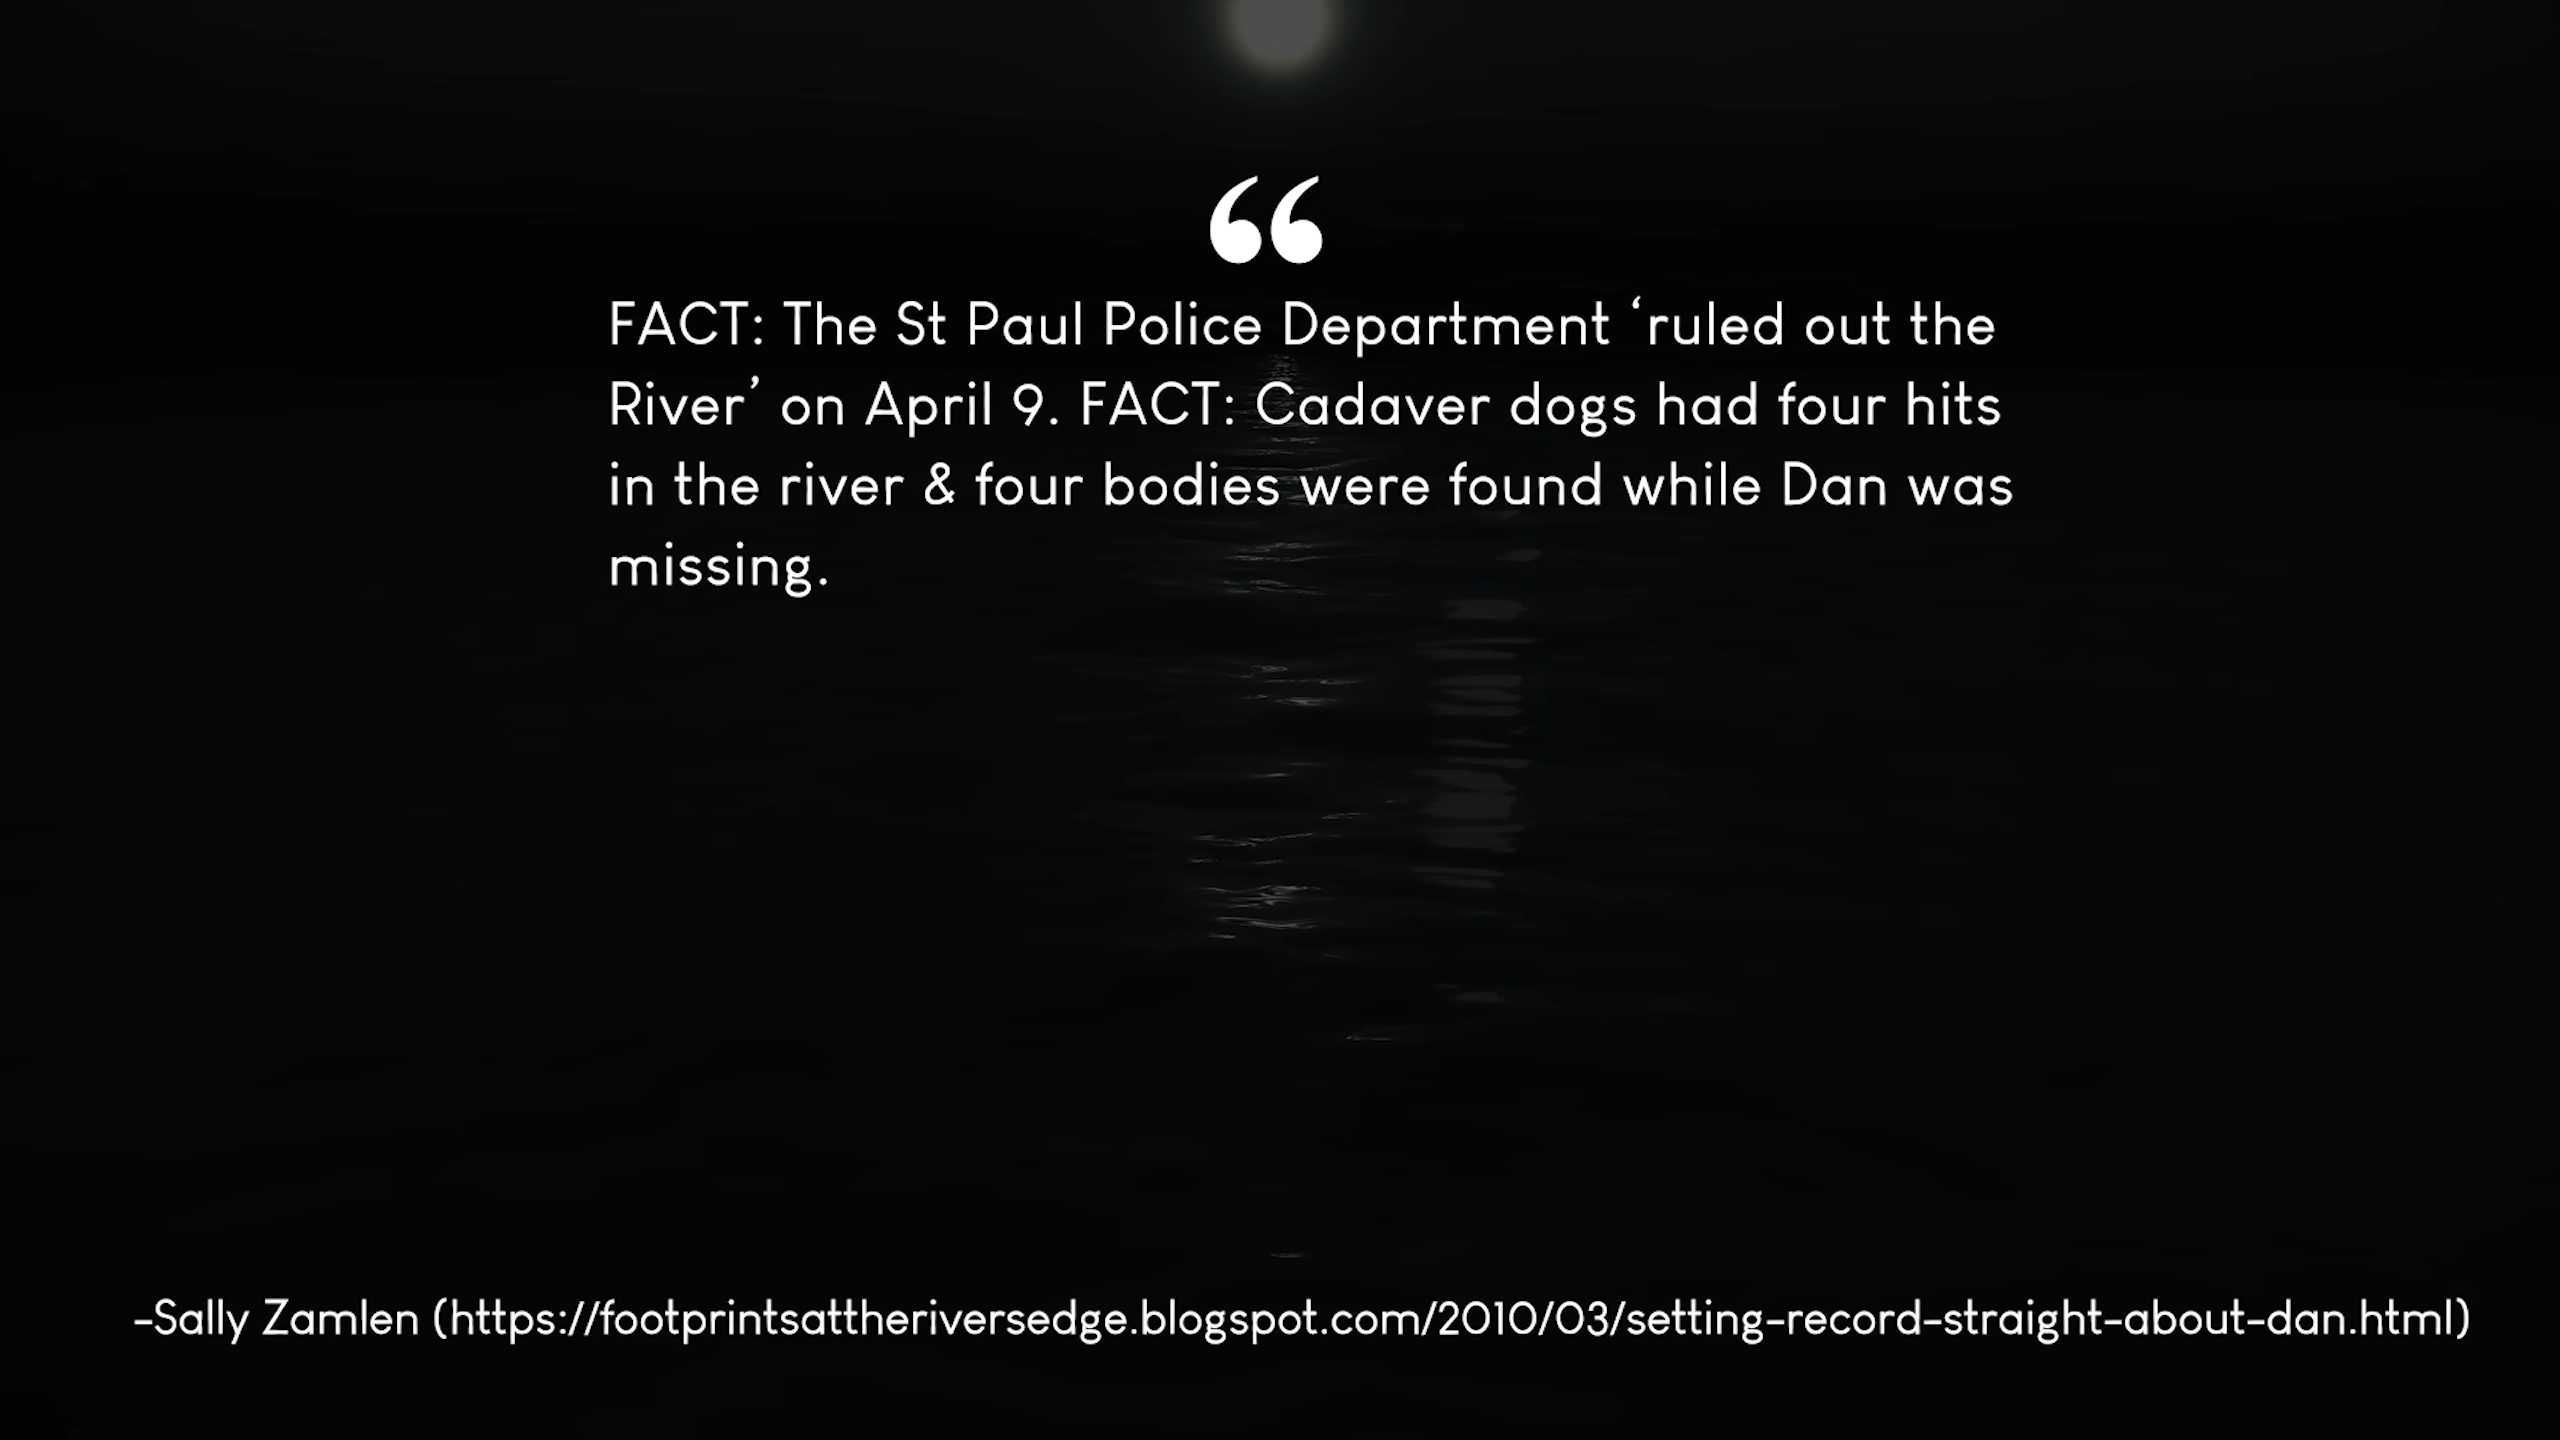 “
FACT: The St Paul Police Department ‘ruled out the
River’ on April 9. FACT: Cadaver dogs had four hits
in the river & four bodies were found while Dan was
missing.
-Sally Zamlen (https://footprintsattheriversedge.blogspot.com/2010/03/setting-record-straight-about-dan.html)